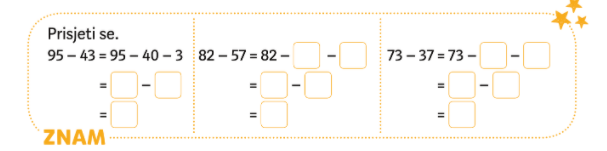 Prisjeti se.
95 – 43 = 95 – 40 – 3
= –
=
82 – 57 = 82 – –
= –
=
73 – 37 = 73 – –
= –
=
ZNAM